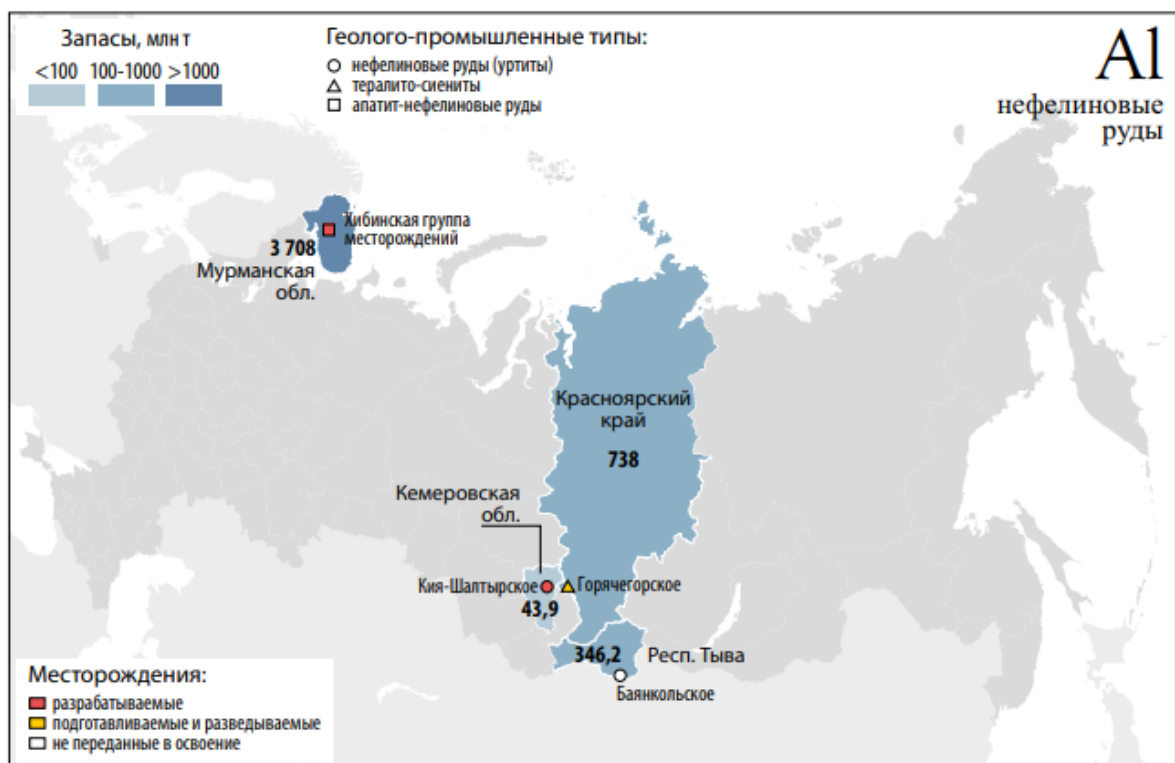 Запасы, млн т
<100 100-1000 >1000
Геолого-промышленные типы:
нефелиновые руды (уртиты)
тералито-сиениты
апатит-нефелиновые руды
Al
нефелиновые
руды
Хибинская группа
месторождений
3 708
Мурманская
обл.
Красноярский
край
738
Кемеровская
обл.
Кия-Шалтырское
Горячегорское
43,9
346,2
Респ. Тыва
Баянкольское
Месторождения:
разрабатываемые
подготавливаемые и разведываемые
не переданные в освоение